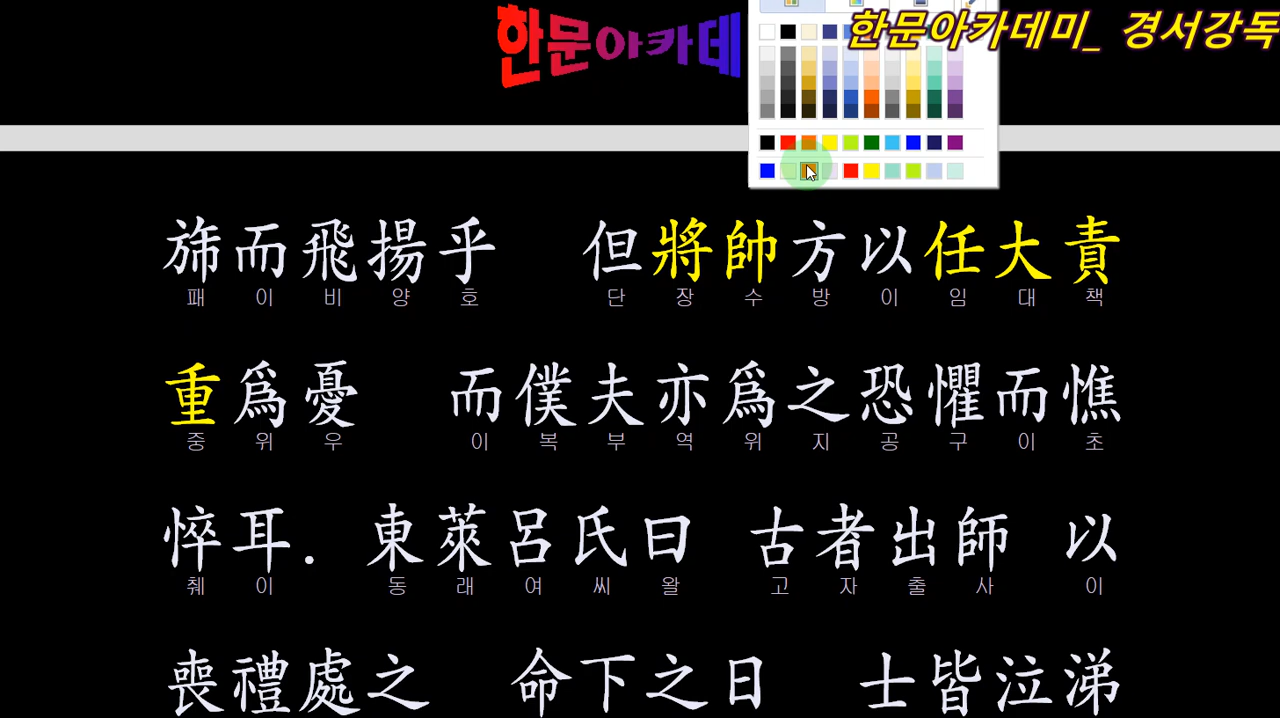 한문아카데
한문아카데미_ 경서강독
旆而飛揚乎 但將帥方以任大責
패 이 비 양 호 단 장 수 방 이 임 대 책
重爲憂 而僕夫亦爲之恐懼而憔
중 위 우 이 복 부 역 위 지 공 구 이 초
悴耳. 東萊呂氏曰 古者出師 以
췌 이 동 래 여 씨 왈 고 자 출 사 이
喪禮處之 命下之日 士皆泣涕